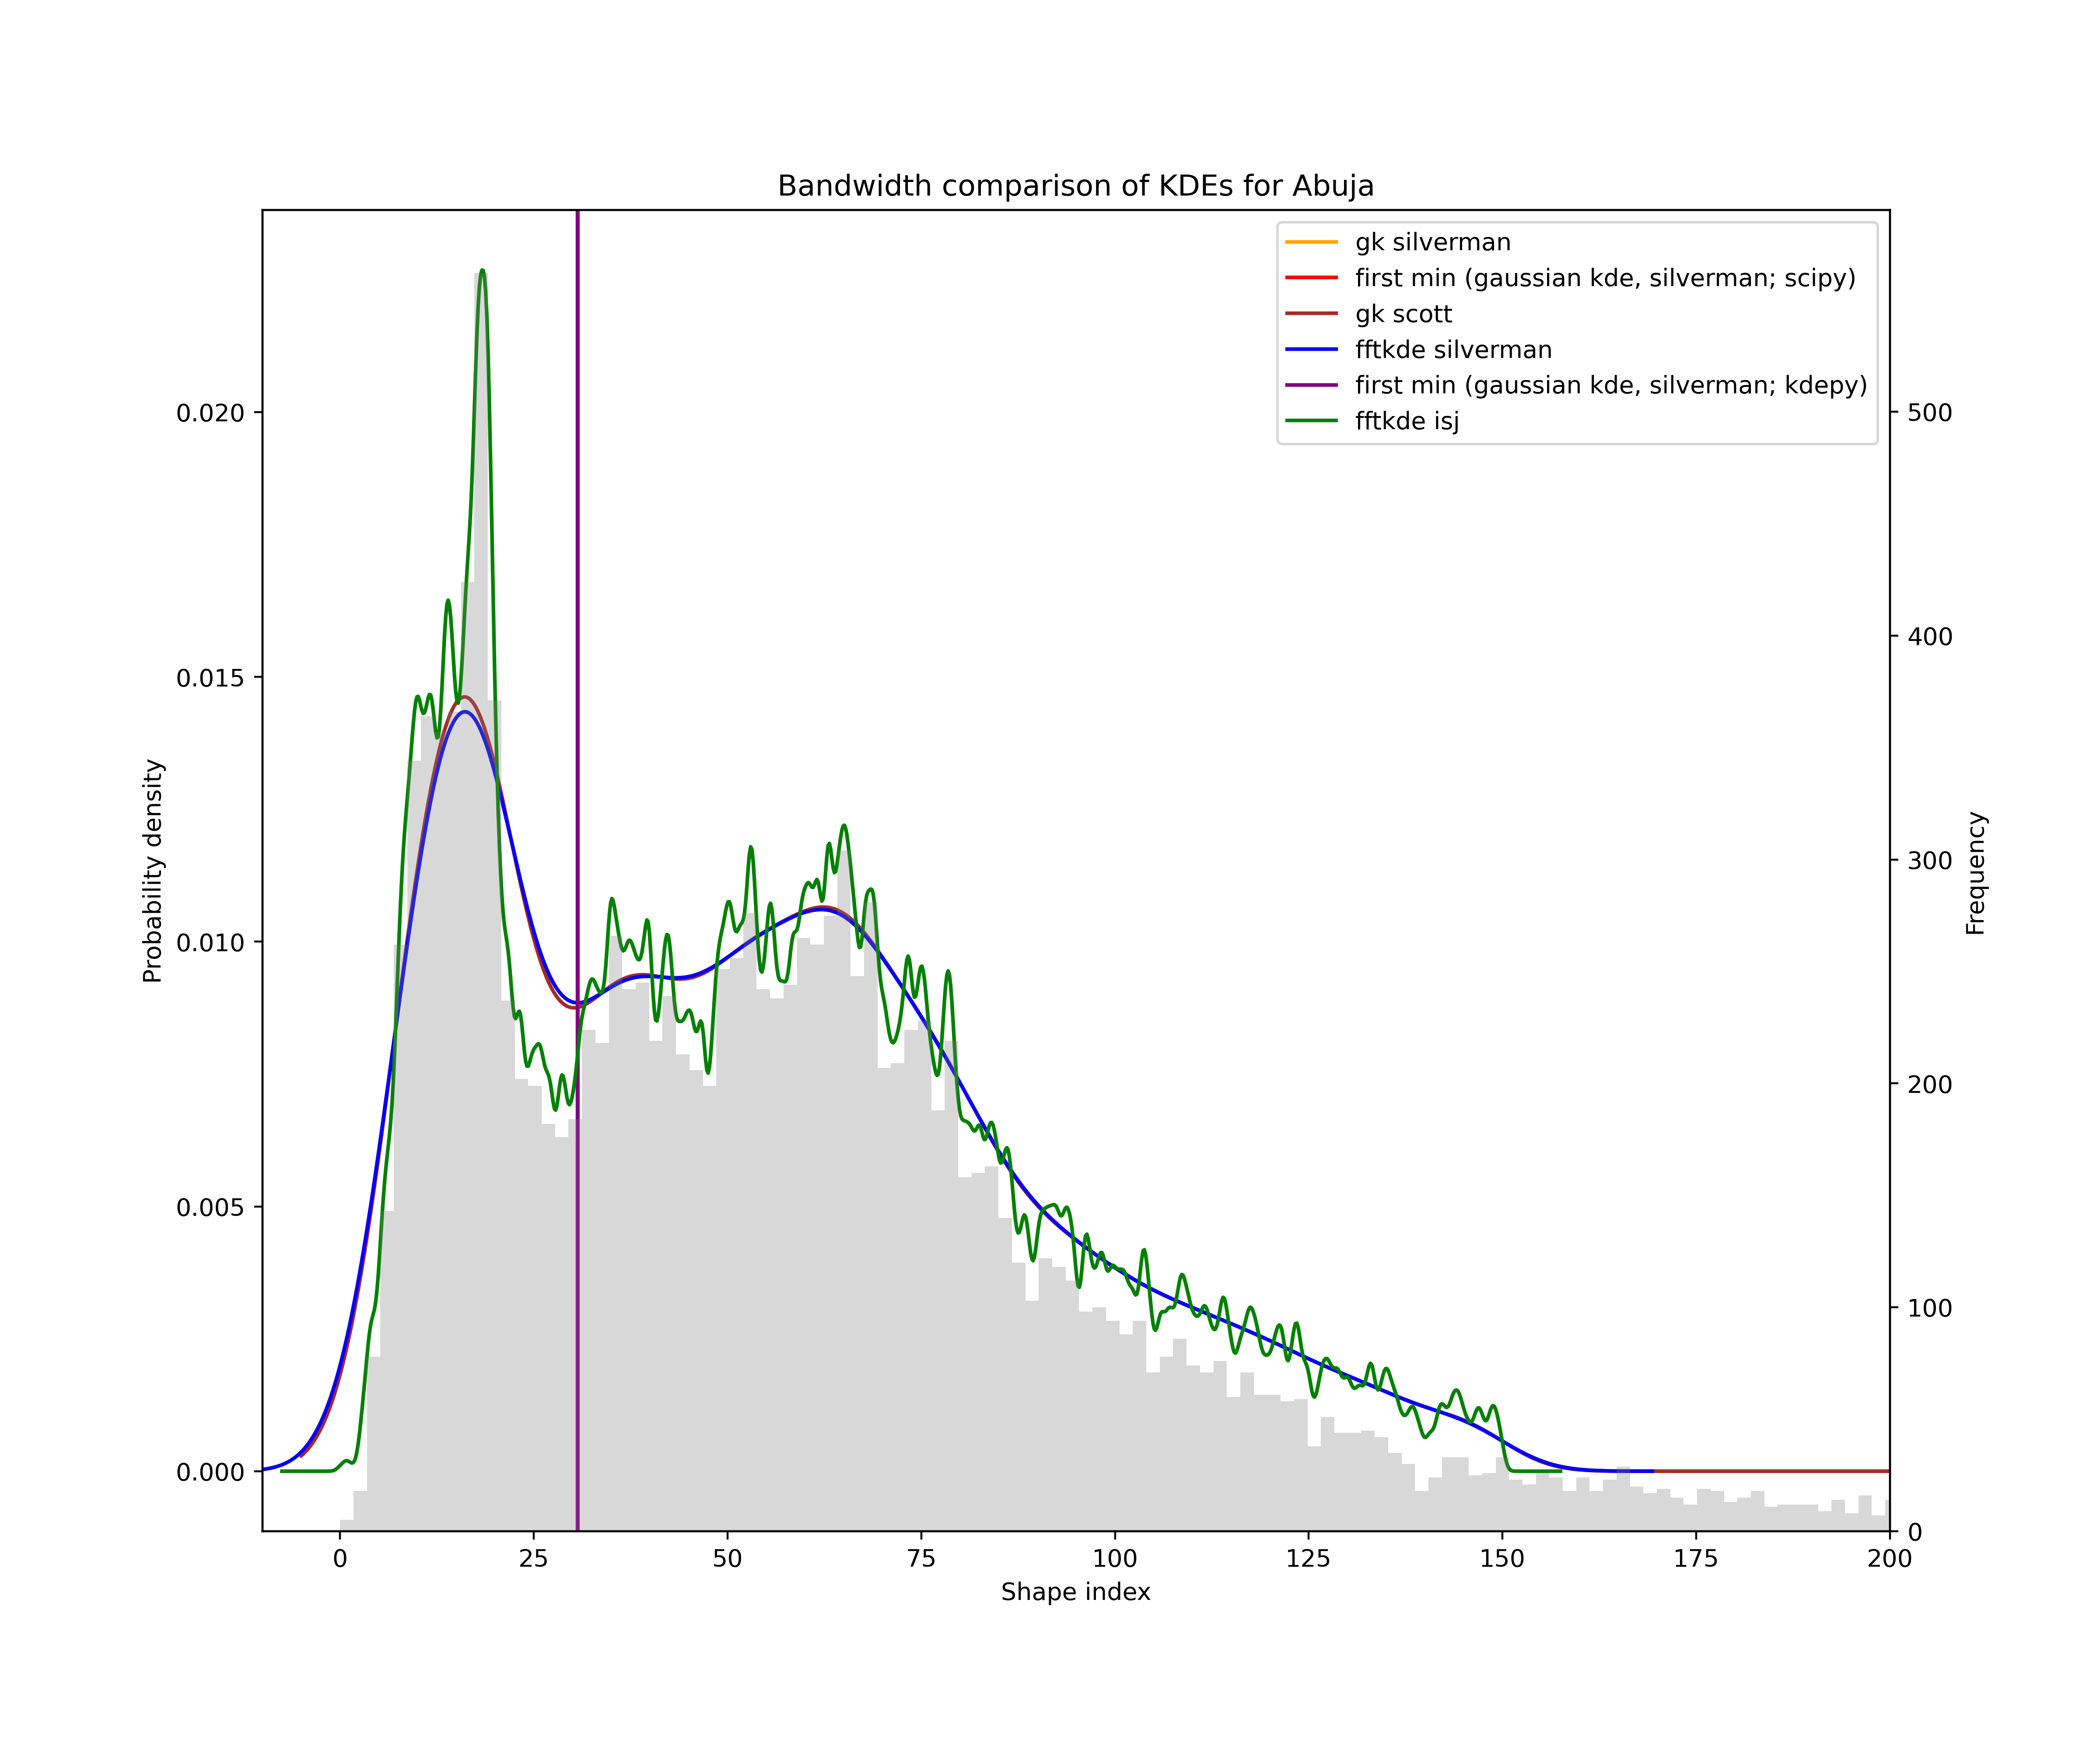 Bandwidth comparison of KDEs for Abuja
gk silverman
first min (gaussian kde, silverman; scipy)
gk scott
fftkde silverman
first min (gaussian kde, silverman; kdepy)
fftkde isj
Probability density
0.020
0.015
0.010
0.005
0.000
500
400
300
200
100
0
Frequency
0 25 50 75 100 125 150 175 200
Shape index